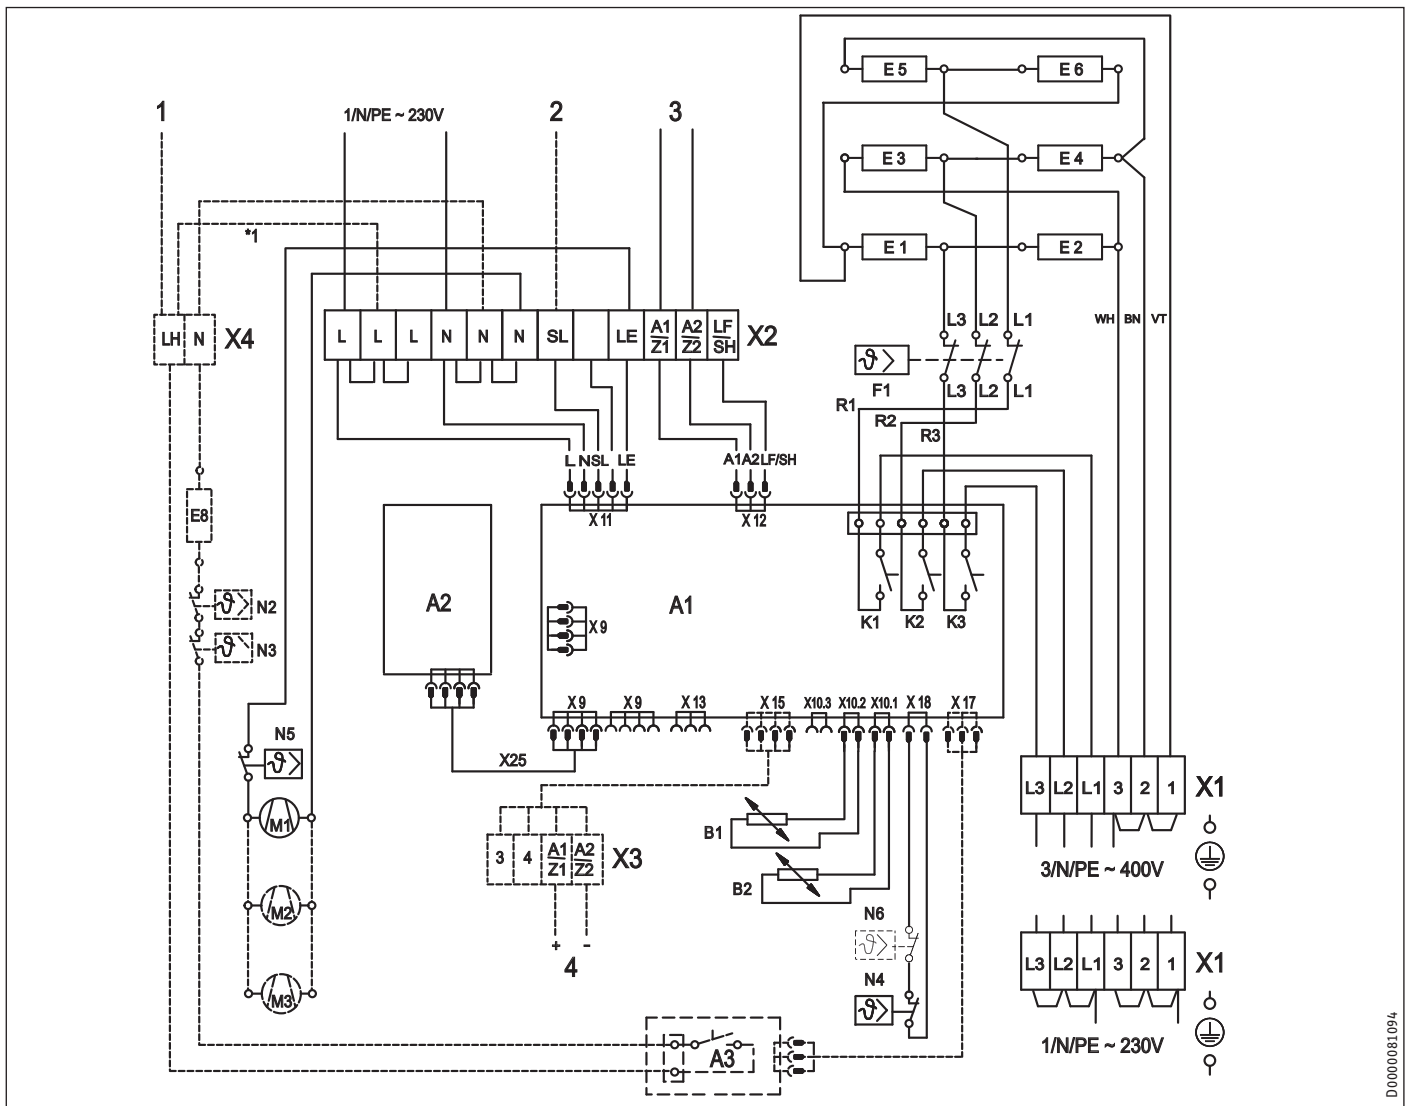 E 5
E 6
1
1/N/PE ~ 230V
2
3
E 3
E 4
*1
E 1
E 2
LH
N
X4
L
L
L
N
N
N
SL
LE
A1
Z1
A2
Z2
LF
SH
X2
L3
L2
L1
WH
BN
VT
F1
L3
L2
L1
R1
R2
R3
L
N
SL
LE
A1
A2
LF/SH
X 11
X 12
E8
A2
A1
X 9
K1
K2
K3
N2
N3
X 9
X 9
X 13
X 15
X10.3
X10.2
X10.1
X 18
X 17
N5
X25
L3
L2
L1
3
2
1
X1
M1
B1
3
4
A1
Z1
A2
Z2
X3
3/N/PE ~ 400V
B2
M2
N6
+
−
4
L3
L2
L1
3
2
1
X1
N4
M3
1/N/PE ~ 230V
A3
D0000081094